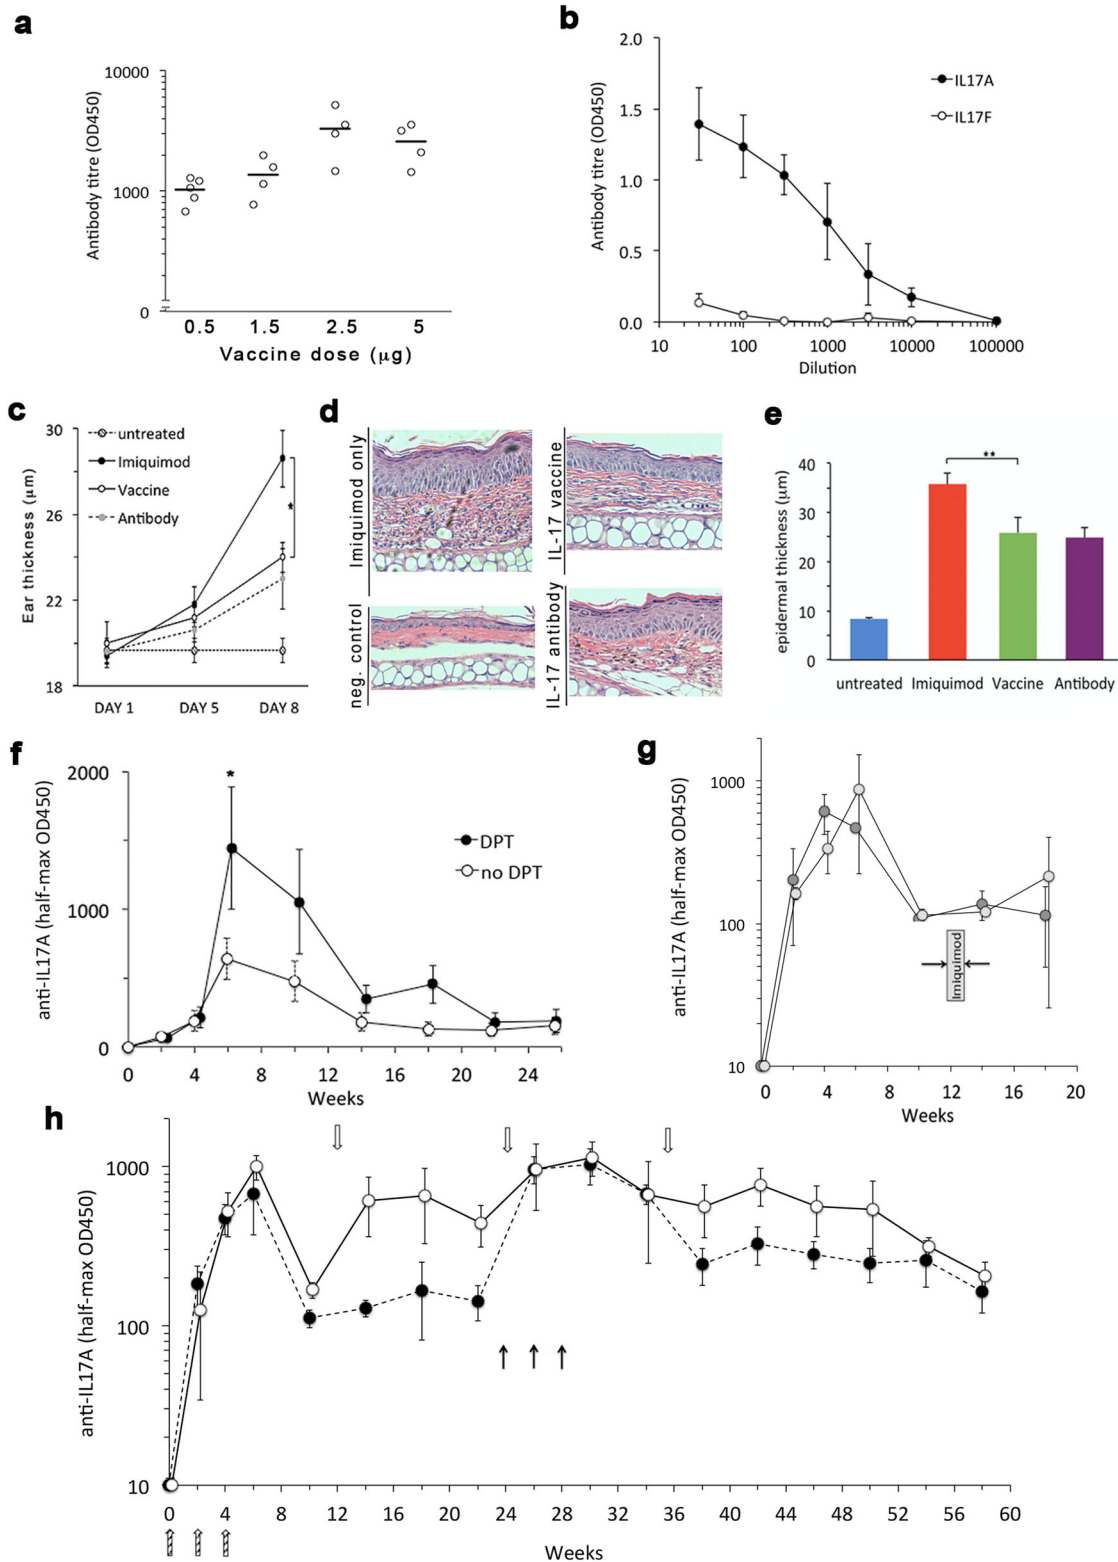 a
Antibody titre (OD450)
10000
1000
0
0.5 1.5 2.5 5
Vaccine dose (µg)
b
Antibody titre (OD450)
2.0
1.5
1.0
0.5
0.0
10 100 1000 10000 100000
Dilution
IL17A
IL17F
c
Ear thickness (µm)
30
26
22
18
untreated
Imiquimod
Vaccine
Antibody
*
DAY 1 DAY 5 DAY 8
d
Imiquimod only
IL-17 vaccine
neg. control
IL-17 antibody
e
epidermal thickness (µm)
40
30
20
10
0
**
untreated Imiquimod Vaccine Antibody
f
anti-IL17A (half-max OD450)
2000
1000
0
*
DPT
no DPT
0 4 8 12 16 20 24
Weeks
g
anti-IL17A (half-max OD450)
1000
100
10
Imiquimod
0 4 8 12 16 20
Weeks
h
anti-IL17A (half-max OD450)
1000
100
10
0 4 8 12 16 20 24 28 32 36 40 44 48 52 56 60
Weeks